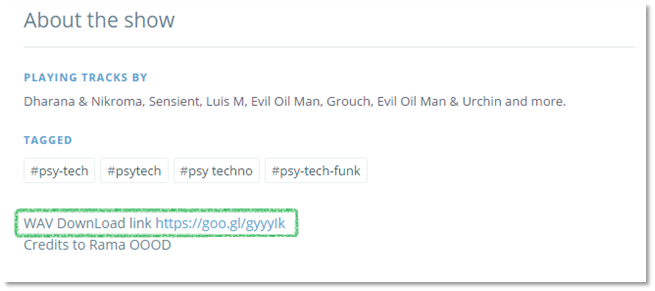 About the show
PLAYING TRACKS BY
Dharana & Nikroma, Sensient, Luis M, Evil Oil Man, Grouch, Evil Oil Man & Urchin and more.
TAGGED
#psy-tech #psytech #psy techno #psy-tech-funk
WAV DownLoad link https://goo.gl/gyyyIk
Credits to Rama OOOD